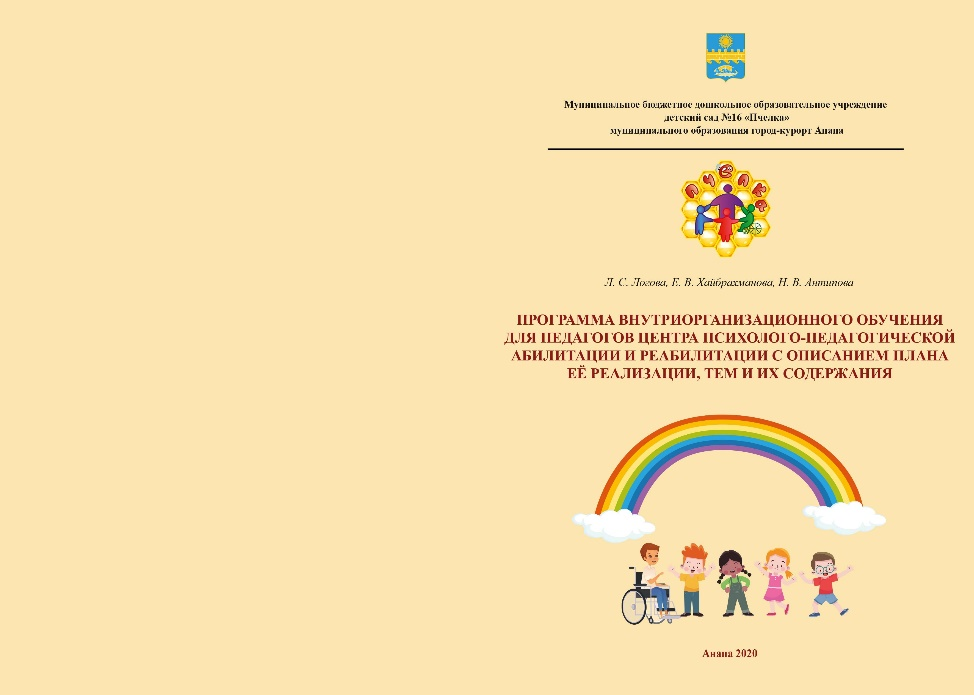 Муниципальное бюджетное дошкольное образовательное учреждение
детский сад №16 «Пчелка»
муниципального образования город-курорт Анапа
Пчелка
Л. С. Логова, Е. В. Хайбрахманова, Н. В. Антипова
ПРОГРАММА ВНУТРИОРГАНИЗАЦИОННОГО ОБУЧЕНИЯ
ДЛЯ ПЕДАГОГОВ ЦЕНТРА ПСИХОЛОГО-ПЕДАГОГИЧЕСКОЙ
АБИЛИТАЦИИ И РЕАБИЛИТАЦИИ С ОПИСАНИЕМ ПЛАНА
ЕЁ РЕАЛИЗАЦИИ, ТЕМ И ИХ СОДЕРЖАНИЯ
Анапа 2020